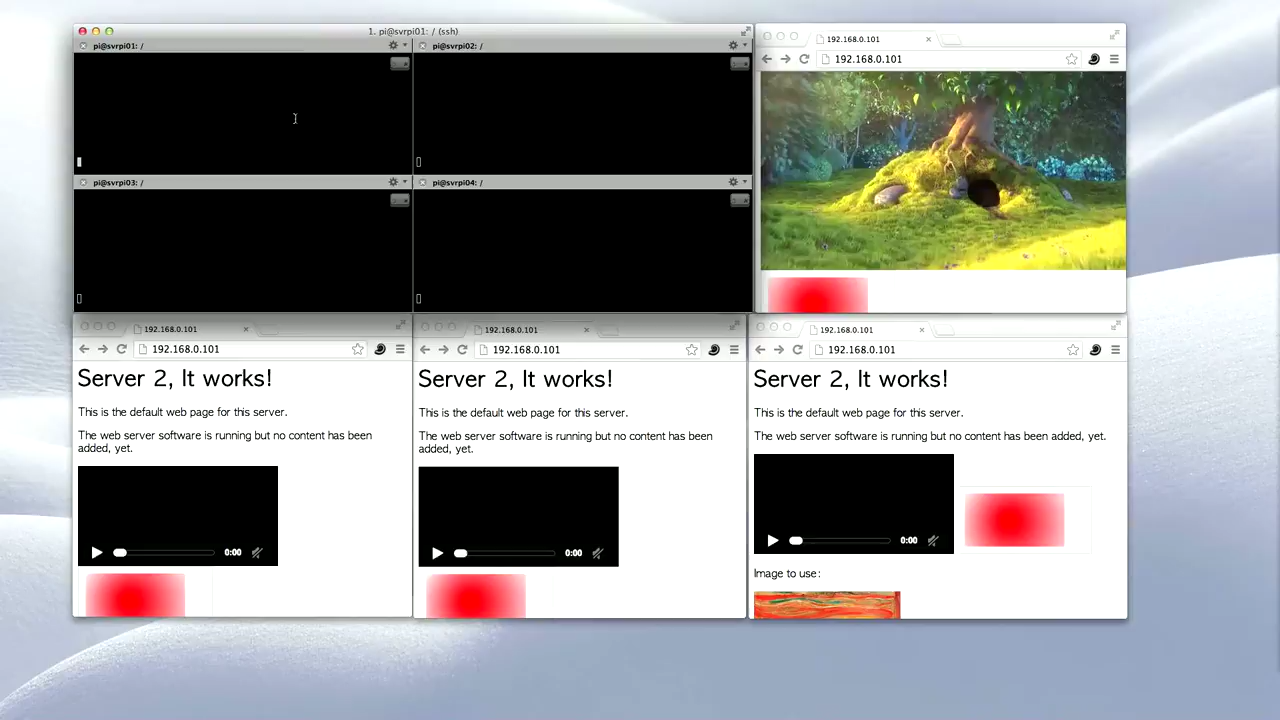 1. pi@svrpi01: / (ssh)
pi@svrpi01: /
pi@svrpi02: /
pi@svrpi03: /
pi@svrpi04: /
192.168.0.101
192.168.0.101
192.168.0.101
192.168.0.101
Server 2, It works!
This is the default web page for this server.
The web server software is running but no content has been
added, yet.
0:00
192.168.0.101
192.168.0.101
Server 2, It works!
This is the default web page for this server.
The web server software is running but no content has been
added, yet.
0:00
192.168.0.101
192.168.0.101
Server 2, It works!
This is the default web page for this server.
The web server software is running but no content has been added, yet.
0:00
Image to use: